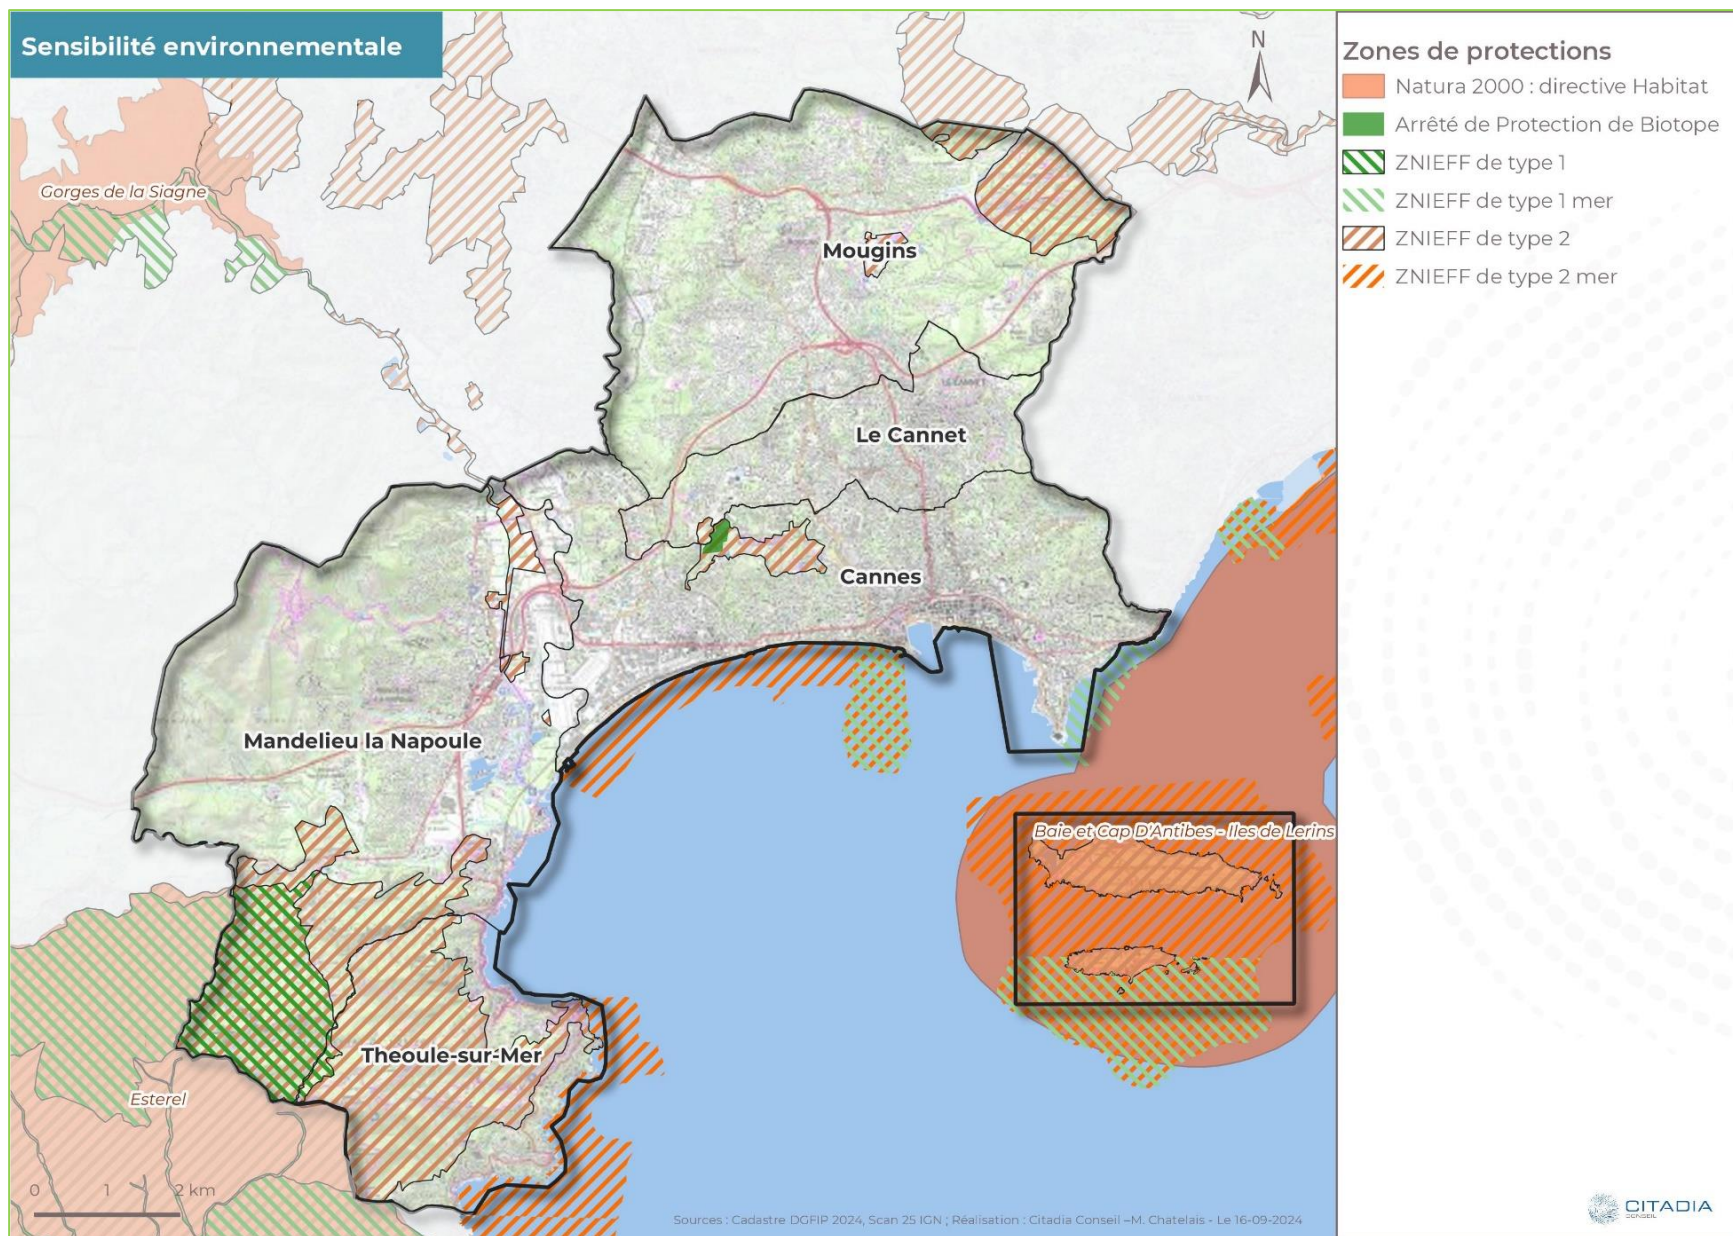 Sensibilité environnementale
N
Zones de protections
Natura 2000 : directive Habitat
Arrêté de Protection de Biotope
ZNIEFF de type 1
ZNIEFF de type 1 mer
ZNIEFF de type 2
ZNIEFF de type 2 mer
Gorges de la Siagne
Mougins
LE CANNET
Le Cannet
Cannes
Mandelieu la Napoule
Baie et Cap D'Antibes - Iles de Lerins
Theoule-sur-Mer
Esterel
0 1 2 km
Sources : Cadastre DGFIP 2024, Scan 25 IGN ; Réalisation : Citadia Conseil –M. Chatelais - Le 16-09-2024
CITADIA
CONSEIL